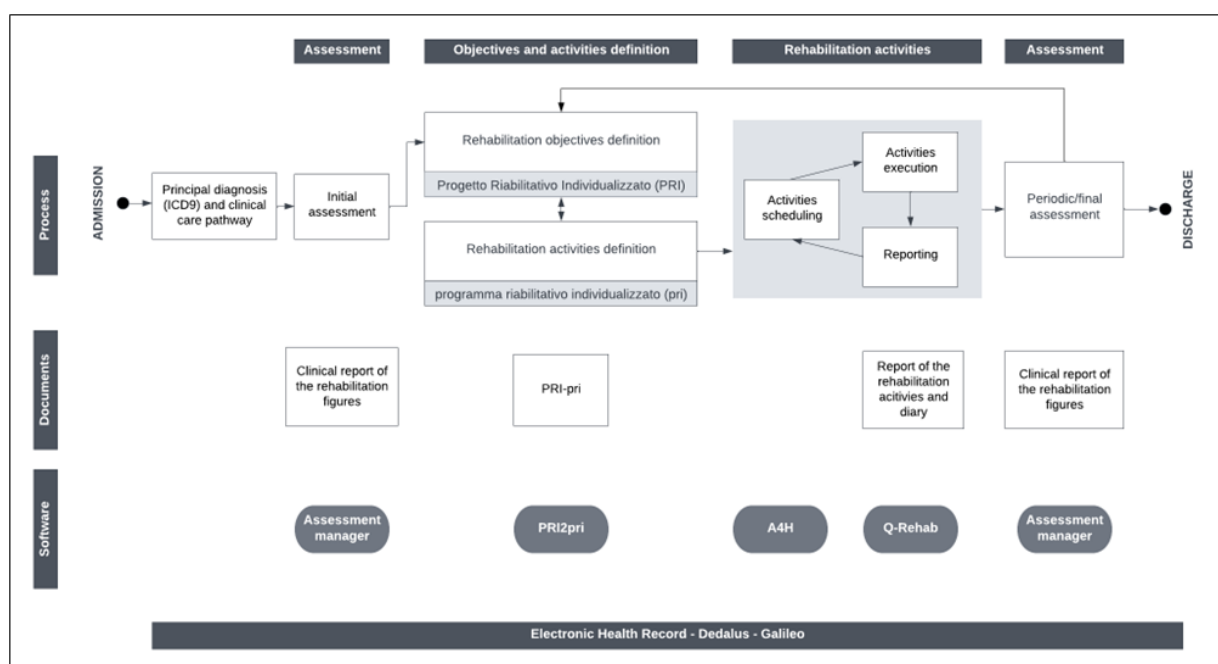 Assessment
Objectives and activities definition
Rehabilitation activities
Assessment
Process
ADMISSION
Principal diagnosis
(ICD9) and clinical
care pathway
Initial
assessment
Rehabilitation objectives definition
Progetto Riabilitativo Individualizzato (PRI)
Rehabilitation activities definition
programma riabilitativo individualizzato (pri)
Activities
scheduling
Activities
execution
Reporting
Periodic/final
assessment
DISCHARGE
Documents
Clinical report of
the rehabilitation
figures
PRI-pri
Report of the
rehabilitation
acitivies and
diary
Clinical report of
the rehabilitation
figures
Software
Assessment
manager
PRI2pri
A4H
Q-Rehab
Assessment
manager
Electronic Health Record - Dedalus - Galileo